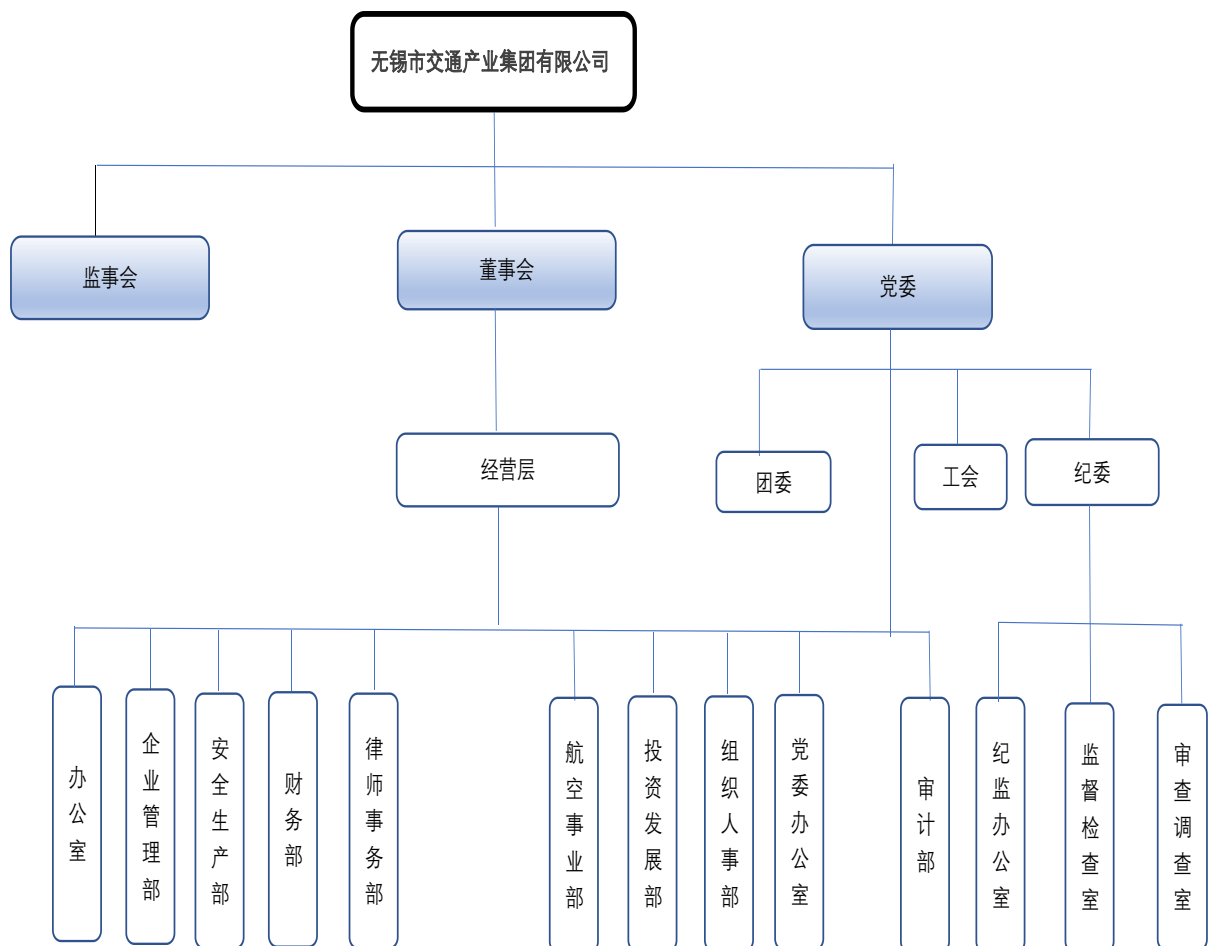 无锡市交通产业集团有限公司
监事会
董事会
党委
经营层
团委
工会
纪委
办公室
企业管理部
安全生产部
财务部
律师事务部
航空事业部
投资发展部
组织人事部
党委办公室
审计部
纪监办公室
监督检查室
审查调查室